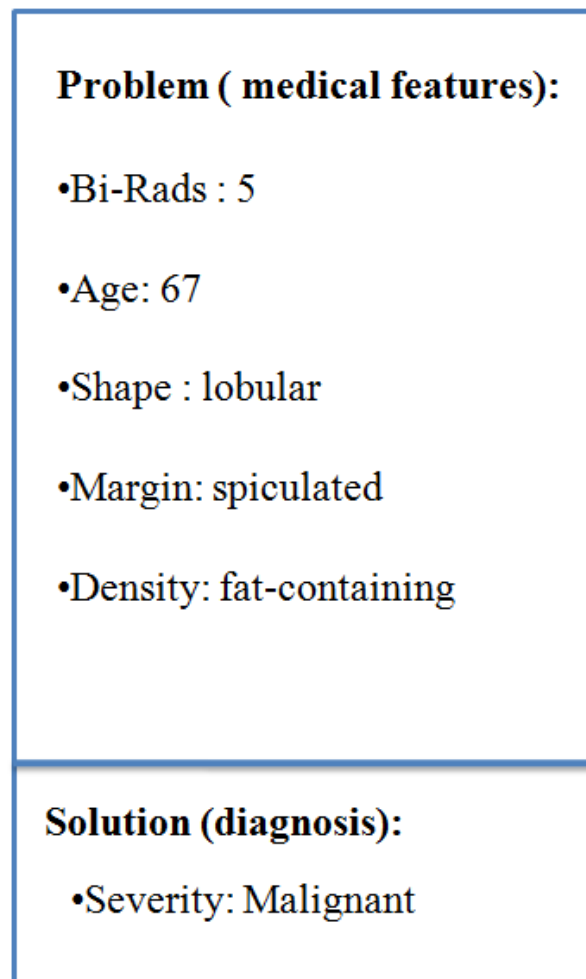 Problem ( medical features):
•Bi-Rads : 5
•Age: 67
•Shape : lobular
•Margin: spiculated
•Density: fat-containing
Solution (diagnosis):
•Severity: Malignant